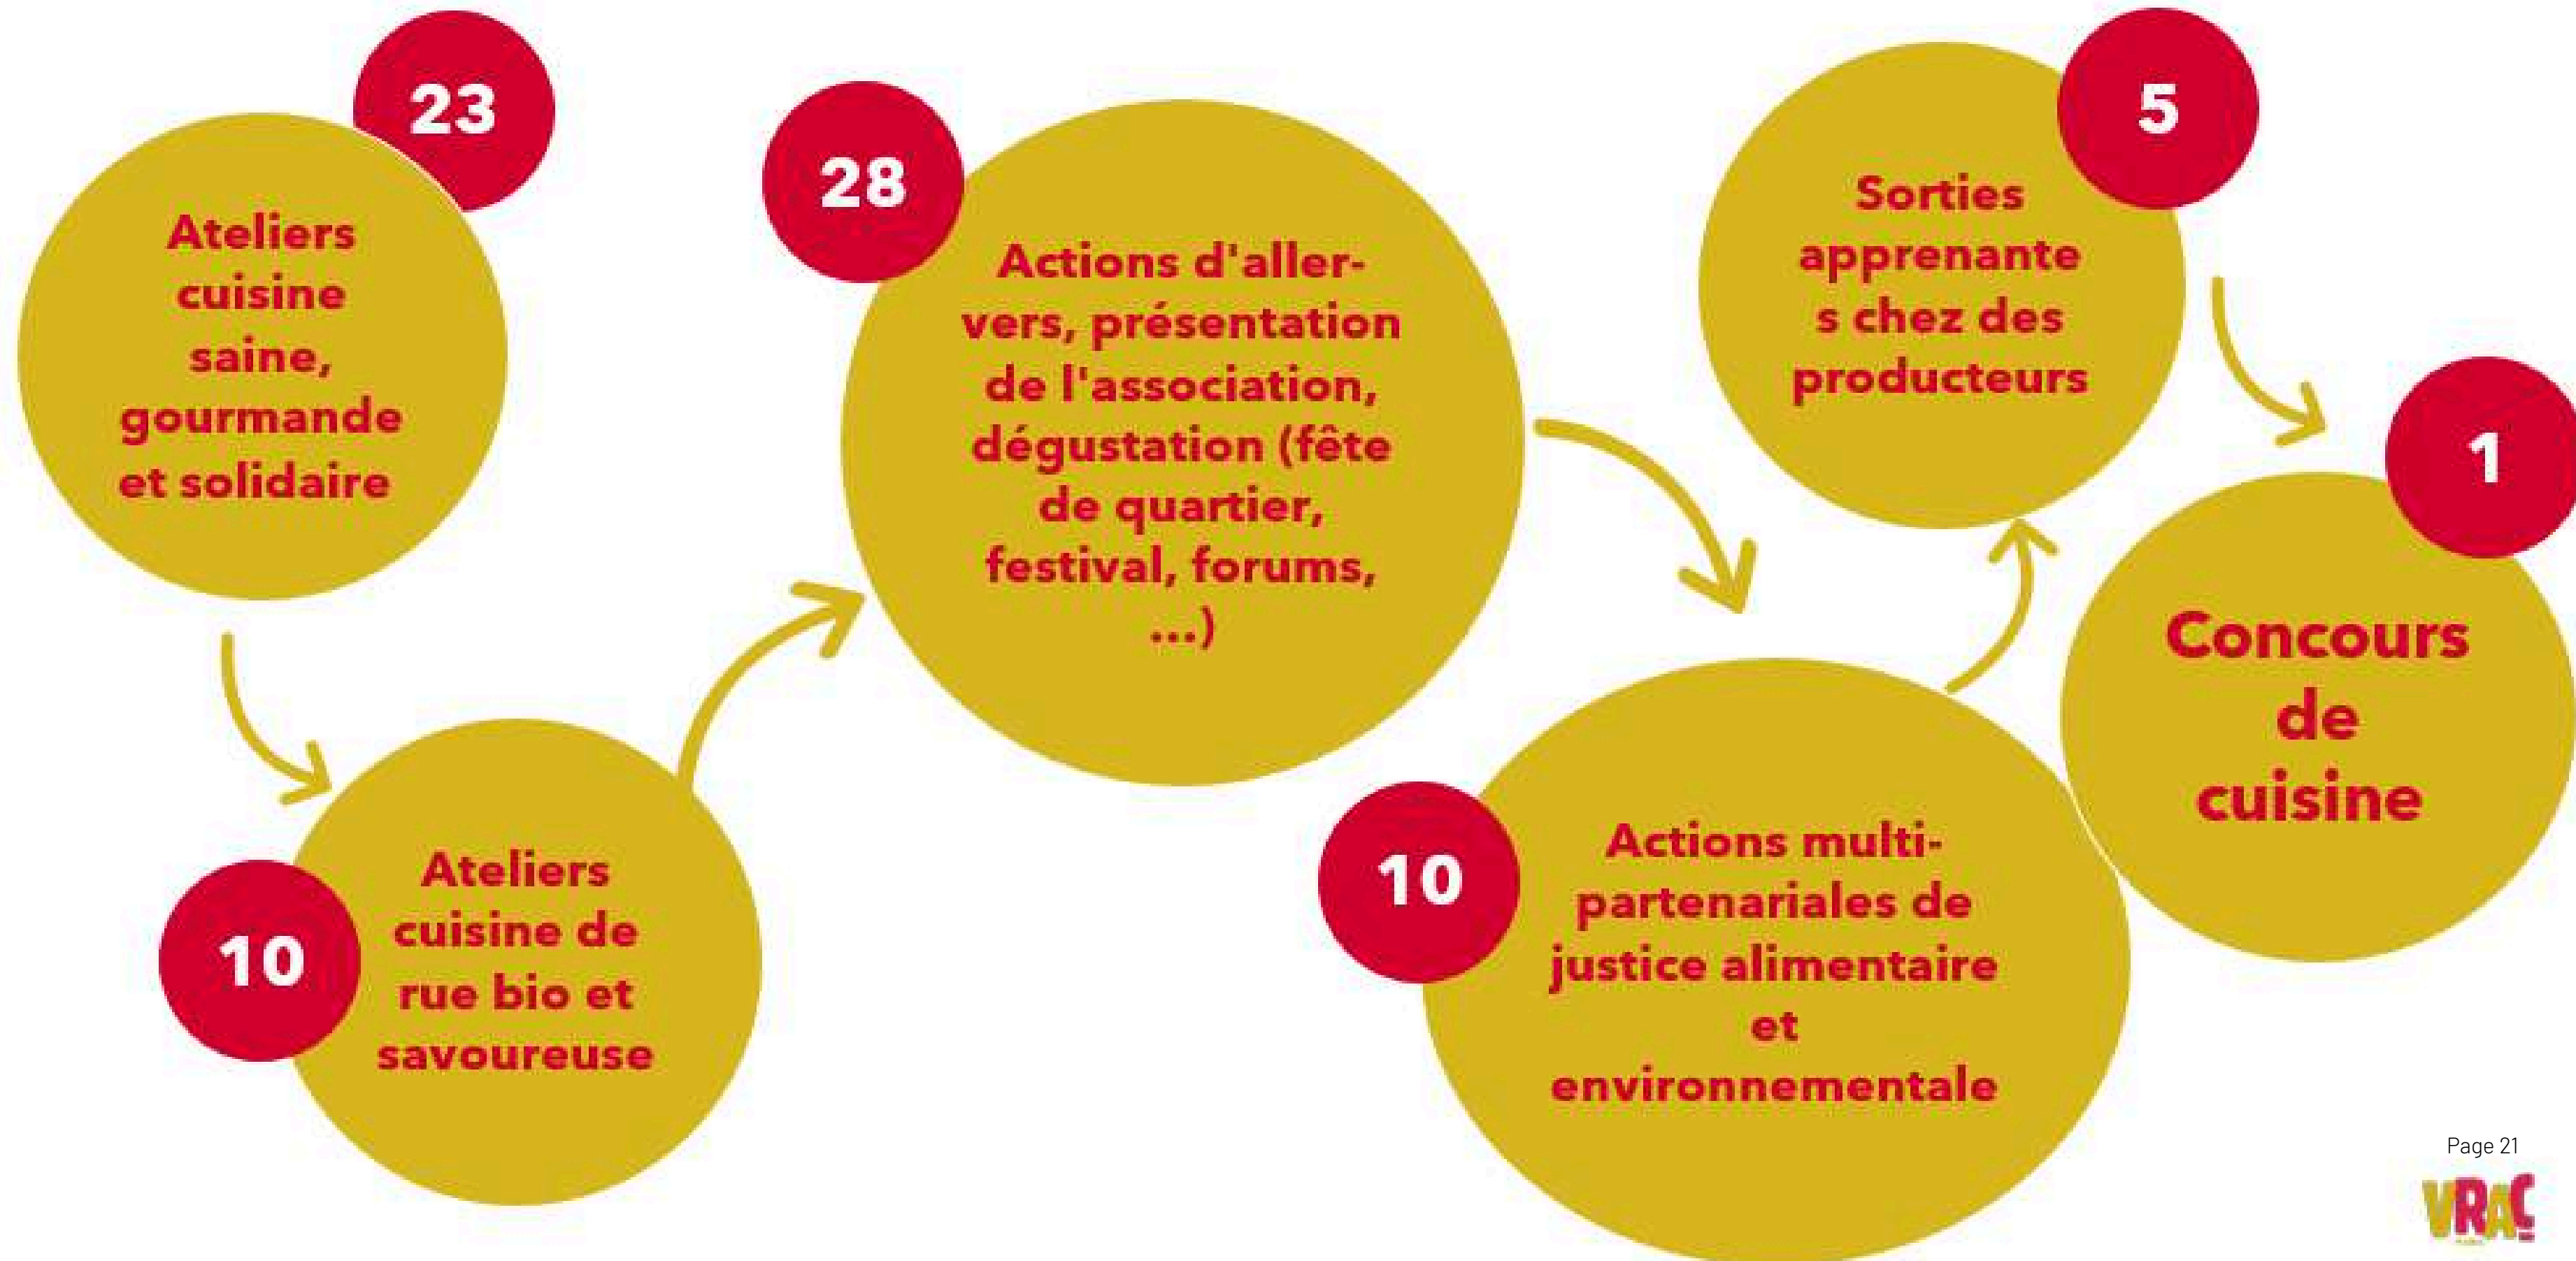 23
Ateliers
cuisine
saine,
gourmande
et solidaire
10
Ateliers
cuisine de
rue bio et
savoureuse
28
Actions d'aller-
vers, présentation
de l'association,
dégustation (fête
de quartier,
festival, forums,
...)
10
Actions multi-
partenariales de
justice alimentaire
et
environnementale
5
Sorties
apprenante
s chez des
producteurs
1
Concours
de
cuisine
Page 21
VRAC